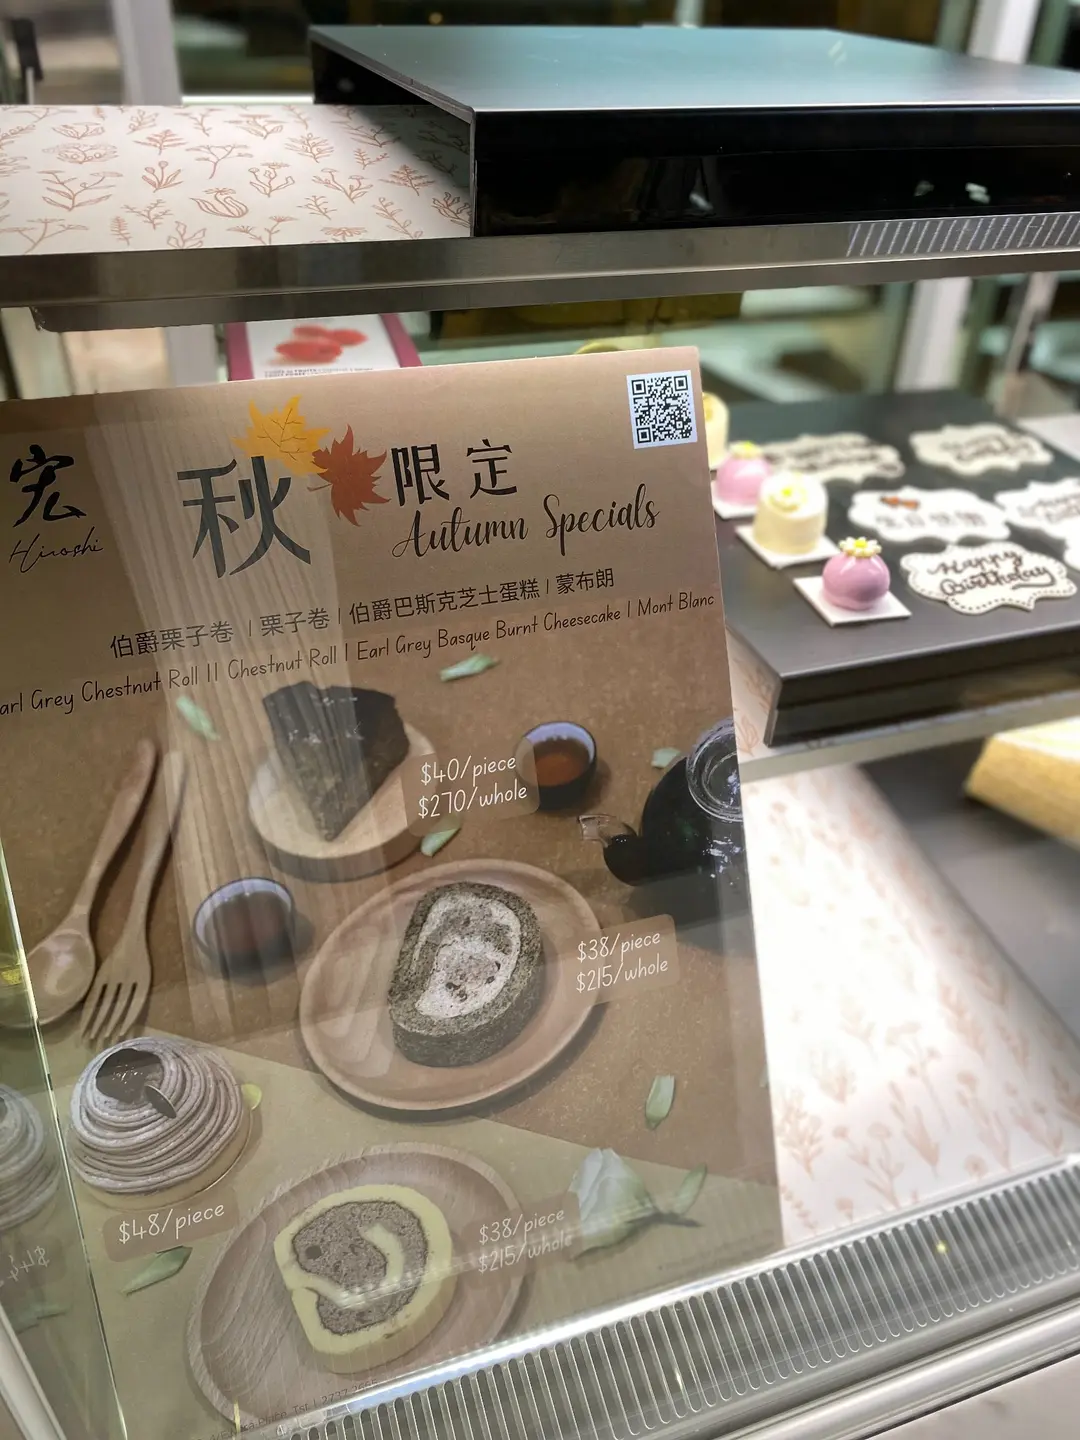 宏
Hiroshi
秋 限定
Autumn Specials
伯爵栗子卷 | 栗子卷 | 伯爵巴斯克芝士蛋糕 | 蒙布朗
arl Grey Chestnut Roll || Chestnut Roll | Earl Grey Basque Burnt Cheesecake | Mont Blanc
$40/piece
$270/whole
$38/piece
$215/whole
$48/piece
$38/piece
$215/whole
Happy
Birthday